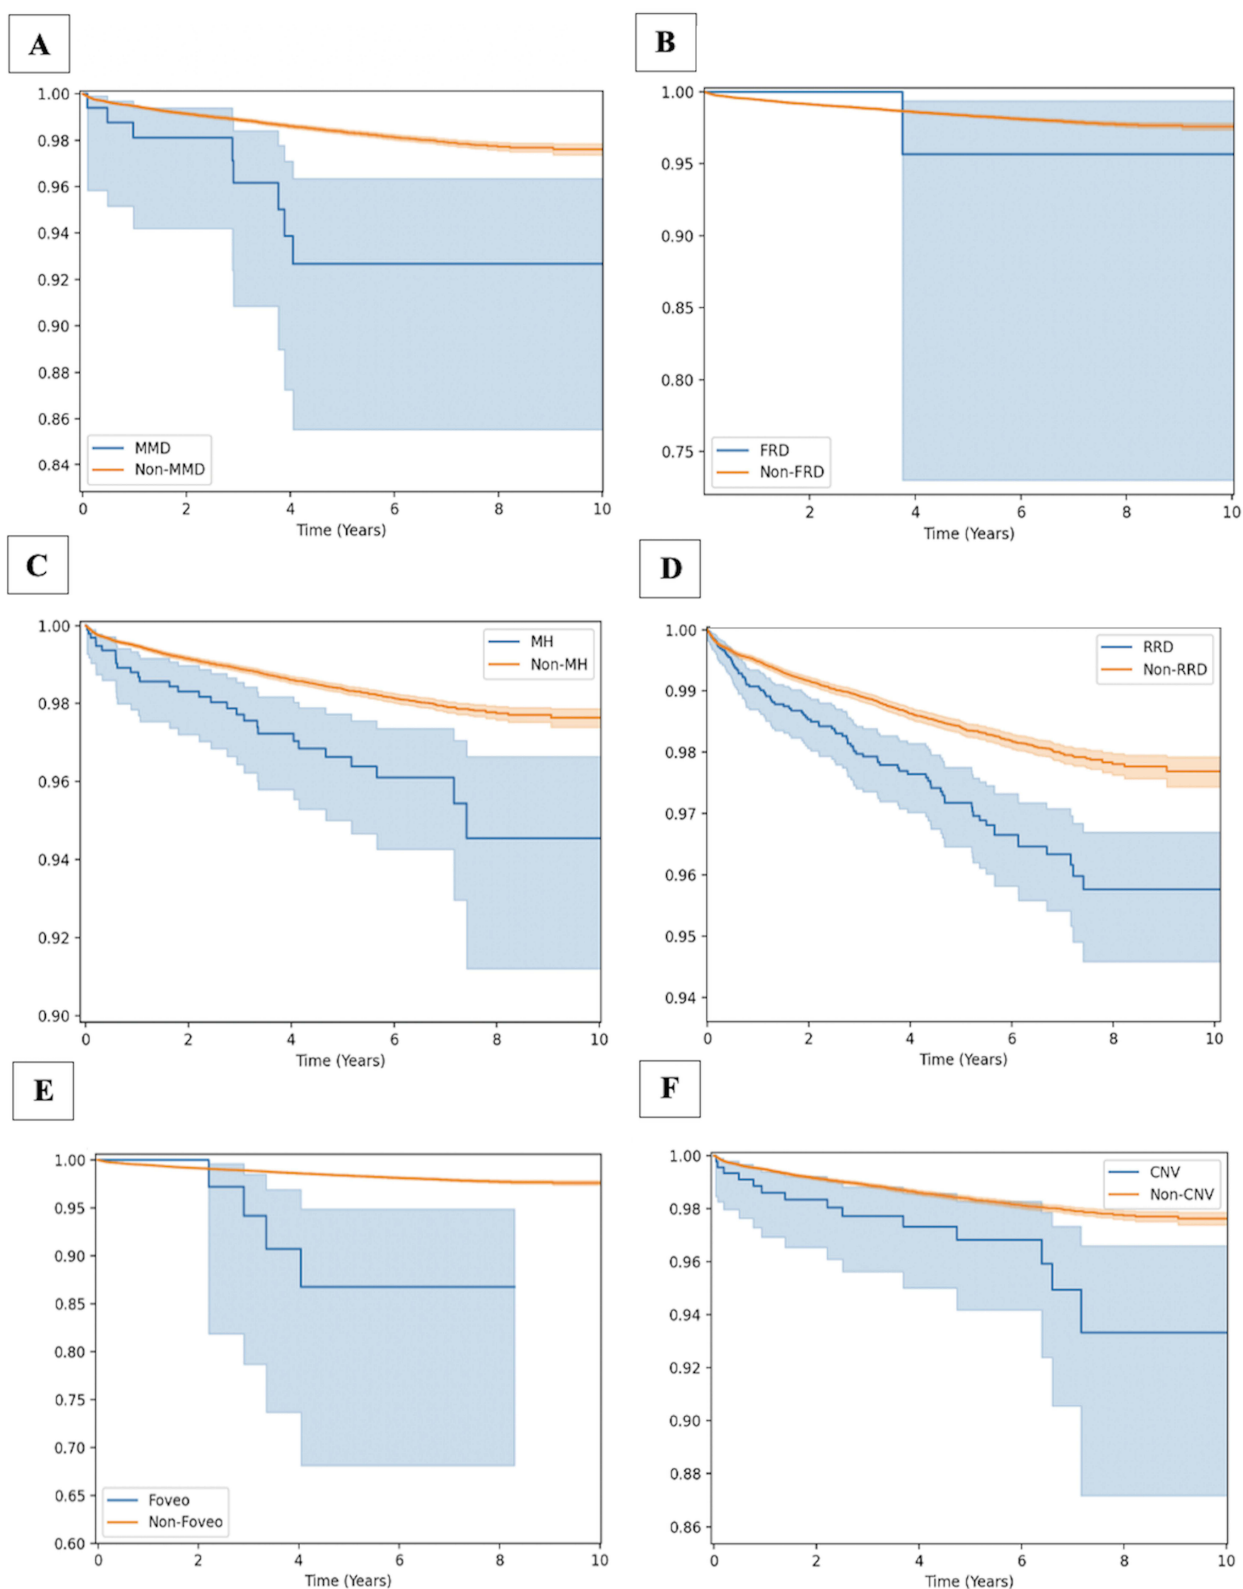 A
1.00
0.98
0.96
0.94
0.92
0.90
0.88
0.86
0.84
MMD
Non-MMD
0 2 4 6 8 10
Time (Years)
B
1.00
0.95
0.90
0.85
0.80
0.75
FRD
Non-FRD
2 4 6 8 10
Time (Years)
C
1.00
0.98
0.96
0.94
0.92
0.90
MH
Non-MH
0 2 4 6 8 10
Time (Years)
D
1.00
0.99
0.98
0.97
0.96
0.95
0.94
RRD
Non-RRD
0 2 4 6 8 10
Time (Years)
E
1.00
0.95
0.90
0.85
0.80
0.75
0.70
0.65
0.60
Foveo
Non-Foveo
0 2 4 6 8 10
Time (Years)
F
1.00
0.98
0.96
0.94
0.92
0.90
0.88
0.86
CNV
Non-CNV
0 2 4 6 8 10
Time (Years)